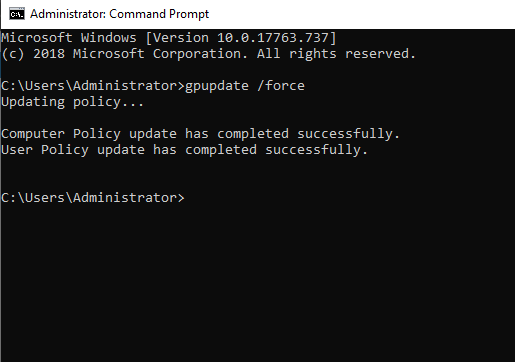 Administrator: Command Prompt
Microsoft Windows [Version 10.0.17763.737]
(c) 2018 Microsoft Corporation. All rights reserved.
C:\Users\Administrator>gpupdate /force
Updating policy...
Computer Policy update has completed successfully.
User Policy update has completed successfully.
C:\Users\Administrator>